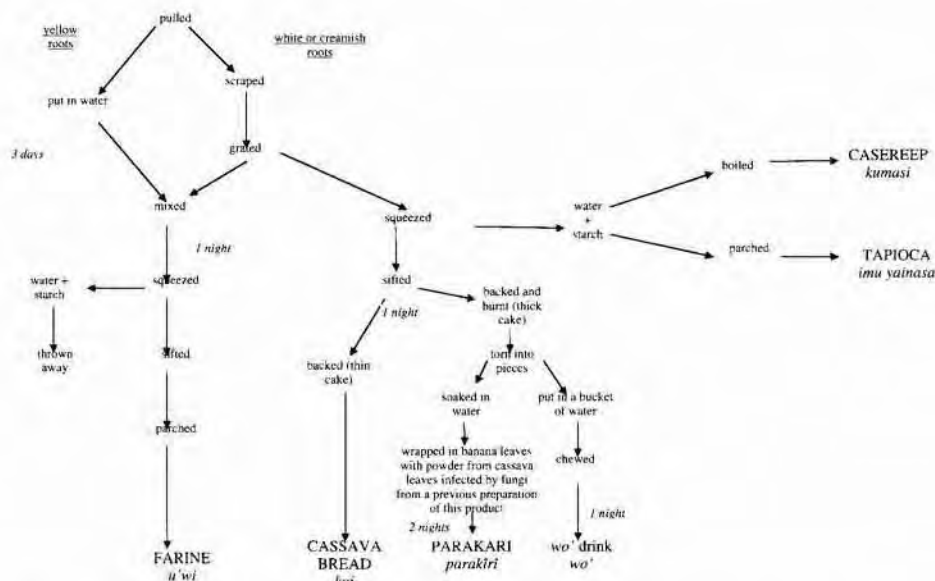 pulled
yellow
roots
white or creamish
roots
scraped
put in water
3 days
grated
boiled
CASEREEP
kumasi
mixed
squeezed
water
+
starch
1 night
parched
TAPIOCA
imu yainasa
water +
starch
squeezed
sifted
1 night
backed and
burnt (thick
cake)
thrown
away
sifted
backed (thin
cake)
torn into
pieces
soaked in
water
put in a bucket
of water
parched
wrapped in banana leaves
with powder from cassava
leaves infected by fungi
from a previous preparation
of this product
chewed
2 nights
1 night
FARINE
u'wi
CASSAVA
BREAD
PARAKARI
parakiri
wo' drink
wo'